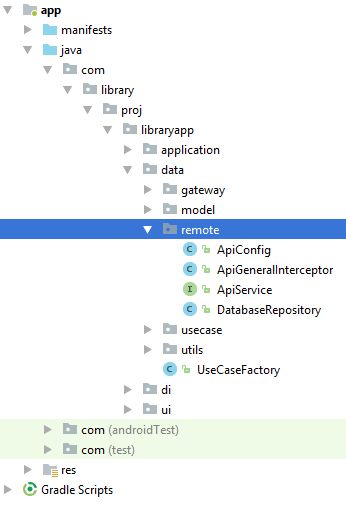 app
manifests
java
com
library
proj
libraryapp
application
data
gateway
model
remote
C ApiConfig
C ApiGeneralInterceptor
I ApiService
C DatabaseRepository
usecase
utils
C UseCaseFactory
di
ui
com (androidTest)
com (test)
res
Gradle Scripts